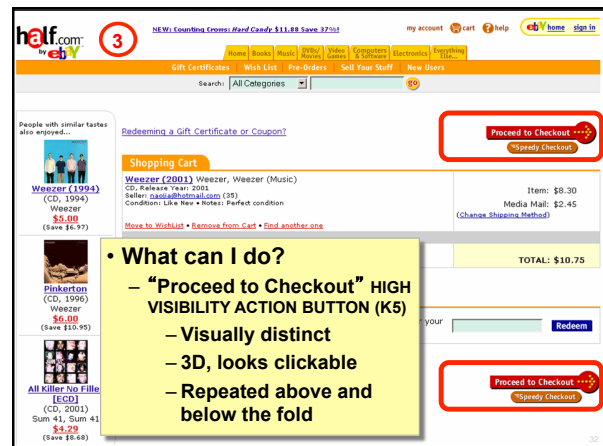 half.com
by ebY
3
NEW: Counting Crows: Hard Candy $11.88 Save 37%!
my account
cart
?help
ebY home sign in
Home
Books
Music
DVDs/ Movies
Video Games
Computers & Software
Electronics
Everything Else...
Gift Certificates
Wish List
Pre-Orders
Sell Your Stuff
New Users
Search: All Categories
go
People with similar tastes also enjoyed...
Weezer (1994)
(CD, 1994)
Weezer
$5.00
(Save $6.97)
Pinkerton
(CD, 1996)
Weezer
$6.00
(Save $10.95)
All Killer No Fille
[ECD]
(CD, 2001)
Sum 41, Sum 41
$4.29
(Save $8.68)
Redeeming a Gift Certificate or Coupon?
Proceed to Checkout
Speedy Checkout
Shopping Cart
Weezer (2001) Weezer, Weezer (Music)
CD, Release Year: 2001
Seller: naojia@hotmail.com (35)
Condition: Like New • Notes: Perfect condition
Move to WishList • Remove from Cart • Find another one
Item: $8.30
Media Mail: $2.45
(Change Shipping Method)
TOTAL: $10.75
• What can I do?
– “Proceed to Checkout” HIGH
VISIBILITY ACTION BUTTON (K5)
– Visually distinct
– 3D, looks clickable
– Repeated above and
below the fold
your
Redeem
Proceed to Checkout
Speedy Checkout
32